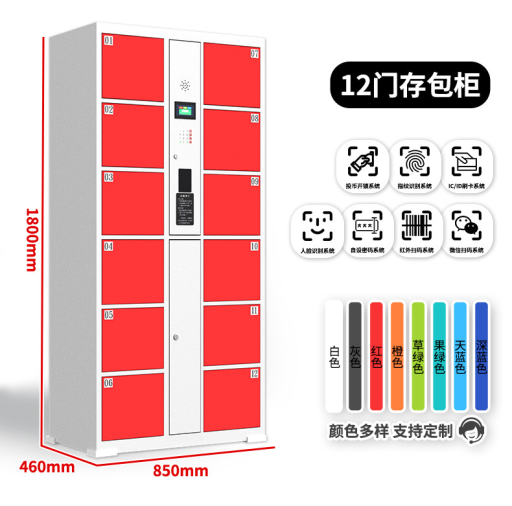 12门存包柜
01
07
02
08
03
09
04
10
05
11
06
12
投币开锁系统
指纹识别系统
IC/ID刷卡系统
人脸识别系统
自设密码系统
红外扫码系统
微信扫码系统
白色
灰色
红色
橙色
草绿色
果绿色
天蓝色
深蓝色
颜色多样 支持定制
1800mm
460mm
850mm